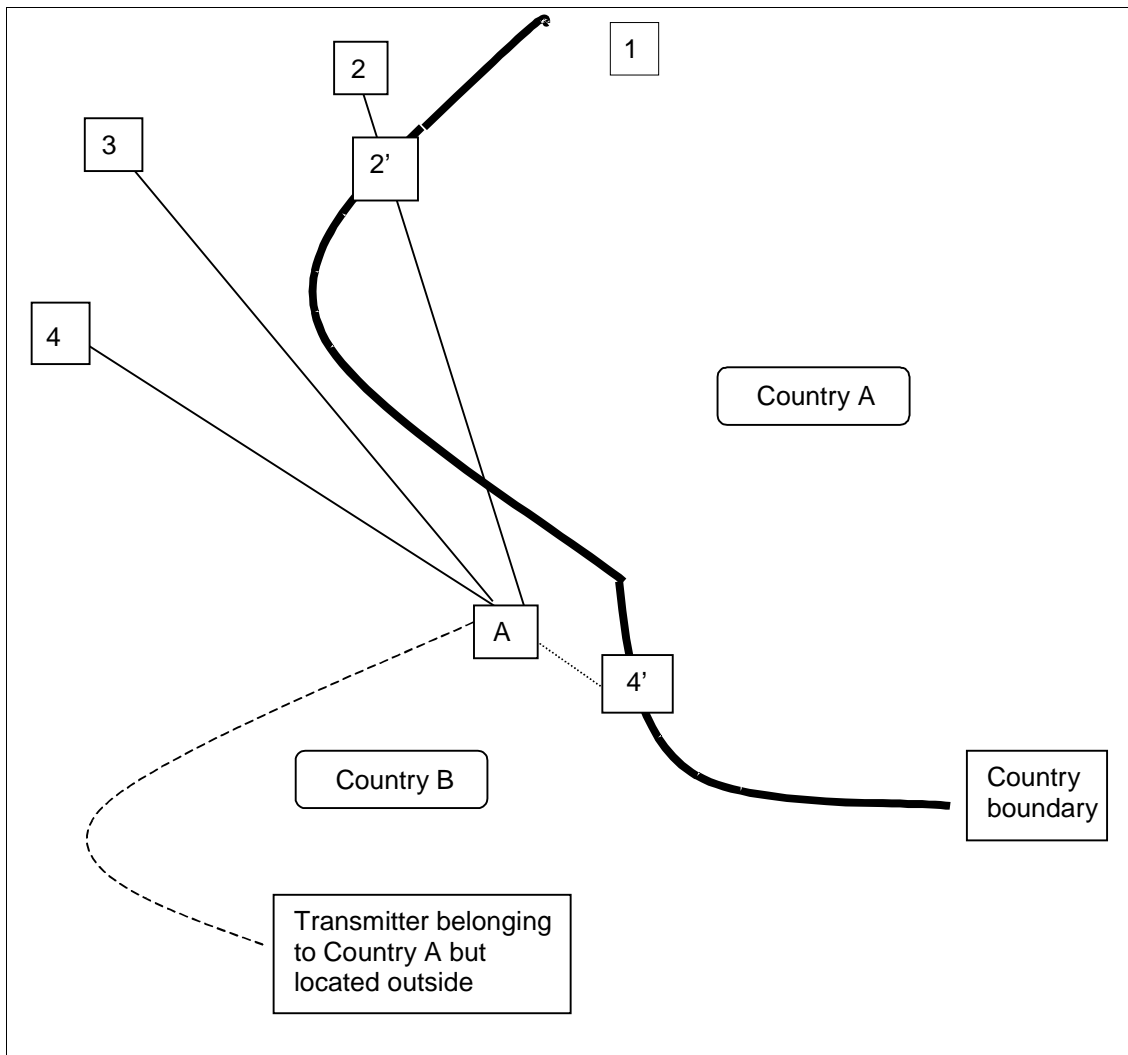 1
2
3
2’
4
Country A
A
4’
Country B
Country
boundary
Transmitter belonging
to Country A but
located outside